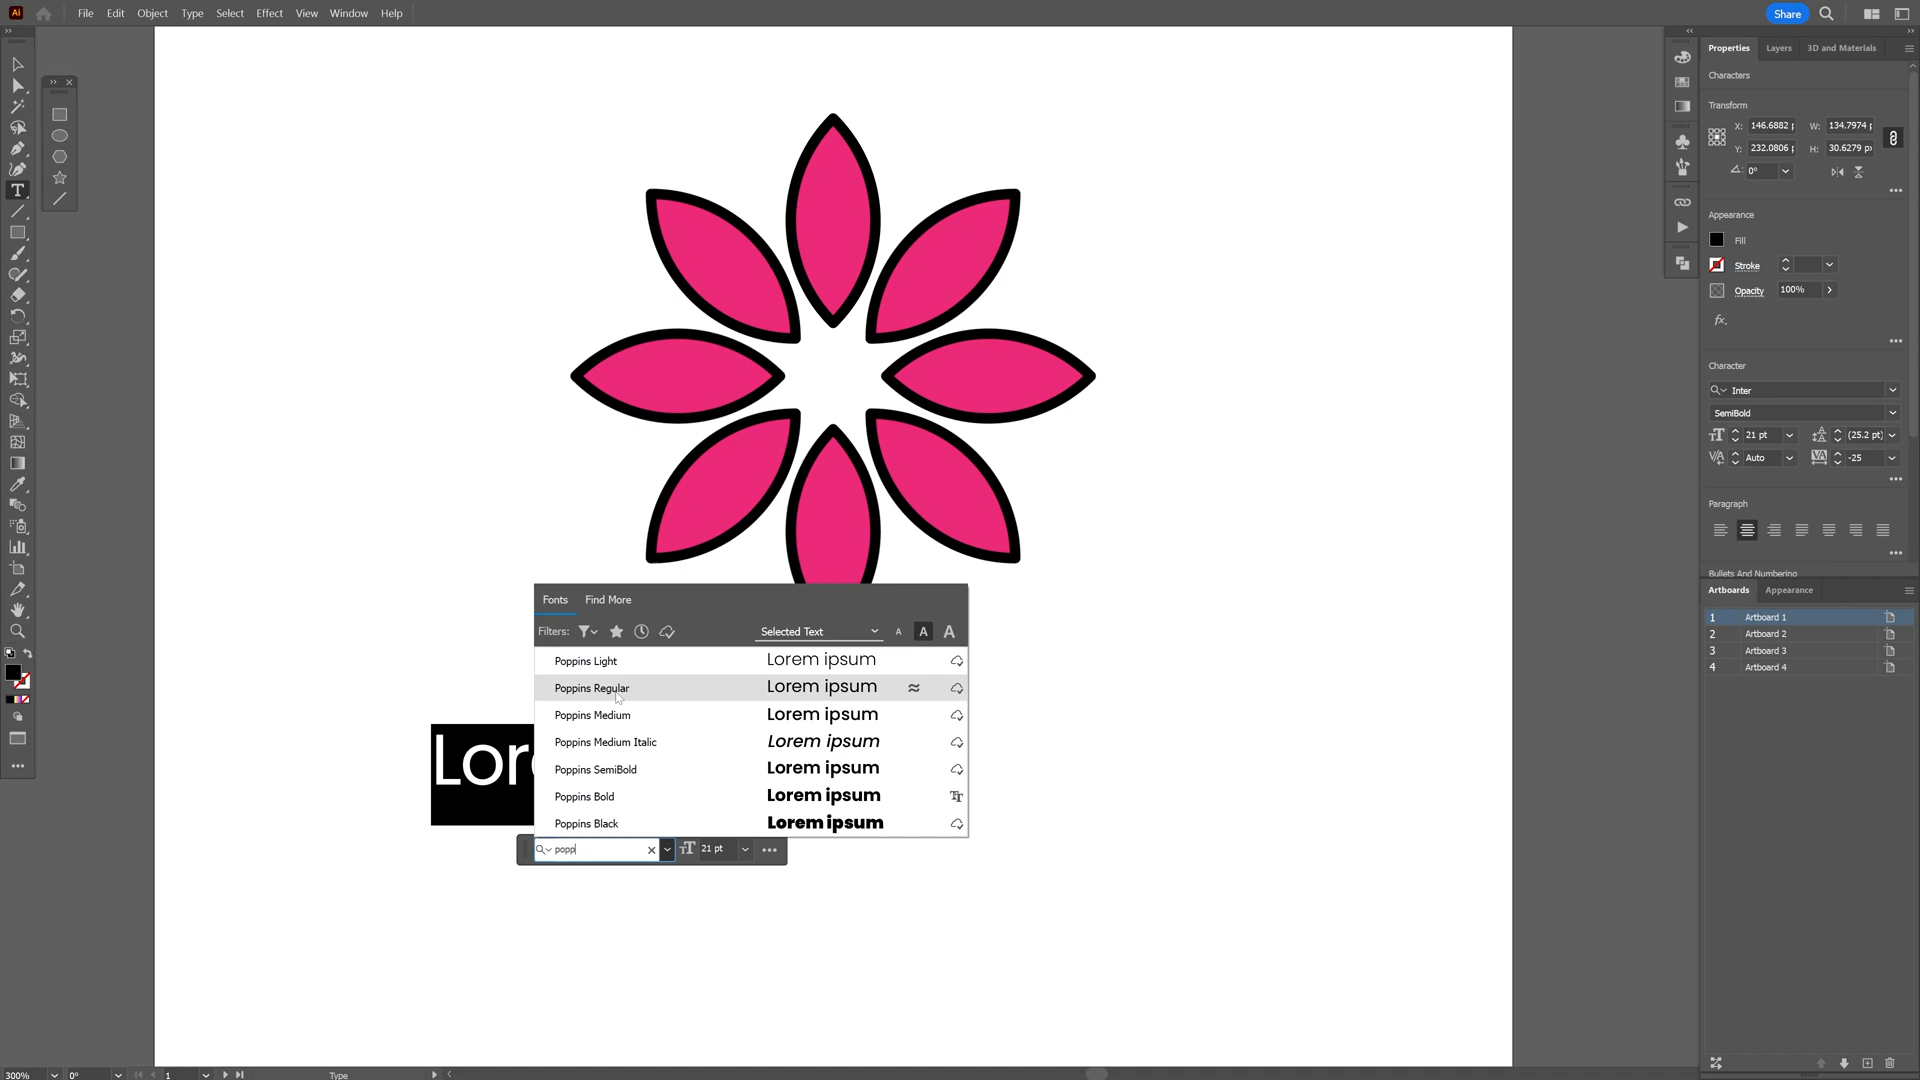 Ai File Edit Object Type Select Effect View Window Help Share
Properties Layers 3D and Materials
Characters
Transform
X: 146.6882 p W: 134.7974 p
Y: 232.0806 p H: 30.6279 px
0°
Appearance
Fill
Stroke
Opacity 100%
fx.
Character
Inter
SemiBold
21 pt (25.2 pt)
Auto -25
Paragraph
Bullets And Numbering
Artboards Appearance
1 Artboard 1
2 Artboard 2
3 Artboard 3
4 Artboard 4
Fonts Find More
Filters: Selected Text A A A
Poppins Light Lorem ipsum
Poppins Regular Lorem ipsum
Poppins Medium Lorem ipsum
Poppins Medium Italic Lorem ipsum
Poppins SemiBold Lorem ipsum
Poppins Bold Lorem ipsum
Poppins Black Lorem ipsum
Lor
popp 21 pt
300% 0° 1 Type